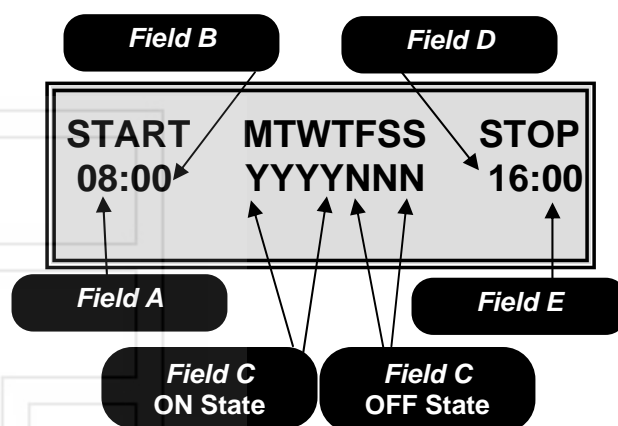 Field B
Field D
START MTWTFSS STOP
08:00 YYYYNNN 16:00
Field A
Field E
Field C
ON State
Field C
OFF State